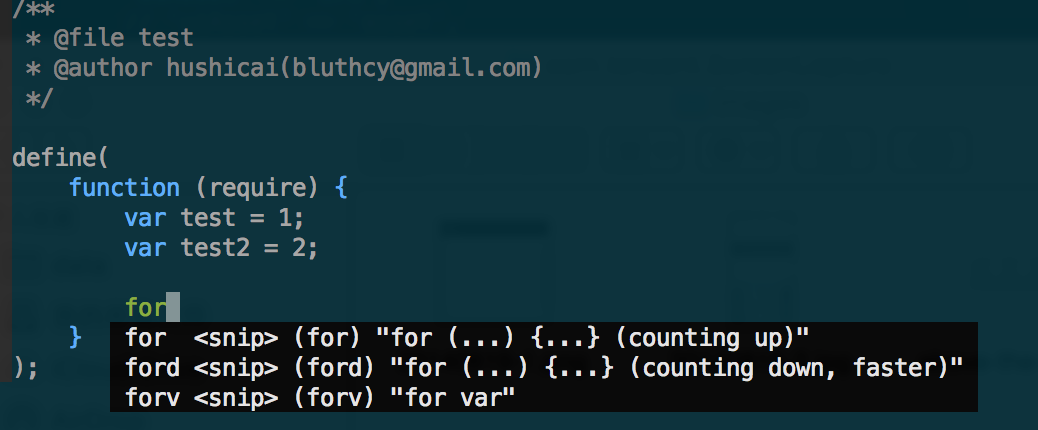 /**
 * @file test
 * @author hushicai(bluthcy@gmail.com)
 */
define(
    function (require) {
        var test = 1;
        var test2 = 2;
        for
    }
for  <snip> (for) "for (...) {...} (counting up)"
);
ford <snip> (ford) "for (...) {...} (counting down, faster)"
forv <snip> (forv) "for var"